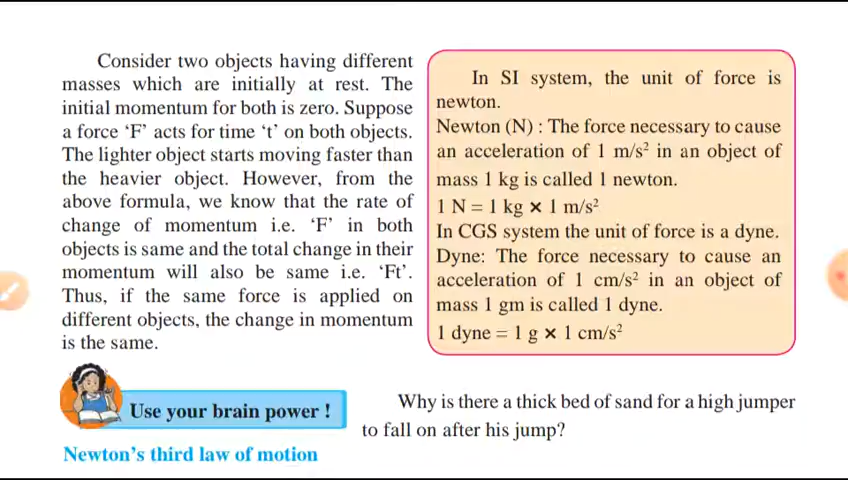 Consider two objects having different
masses which are initially at rest. The
initial momentum for both is zero. Suppose
a force ‘F’ acts for time ‘t’ on both objects.
The lighter object starts moving faster than
the heavier object. However, from the
above formula, we know that the rate of
change of momentum i.e. ‘F’ in both
objects is same and the total change in their
momentum will also be same i.e. ‘Ft’.
Thus, if the same force is applied on
different objects, the change in momentum
is the same.
In SI system, the unit of force is
newton.
Newton (N) : The force necessary to cause
an acceleration of 1 m/s² in an object of
mass 1 kg is called 1 newton.
1 N = 1 kg × 1 m/s²
In CGS system the unit of force is a dyne.
Dyne: The force necessary to cause an
acceleration of 1 cm/s² in an object of
mass 1 gm is called 1 dyne.
1 dyne = 1 g × 1 cm/s²
Use your brain power !
Why is there a thick bed of sand for a high jumper
to fall on after his jump?
Newton’s third law of motion